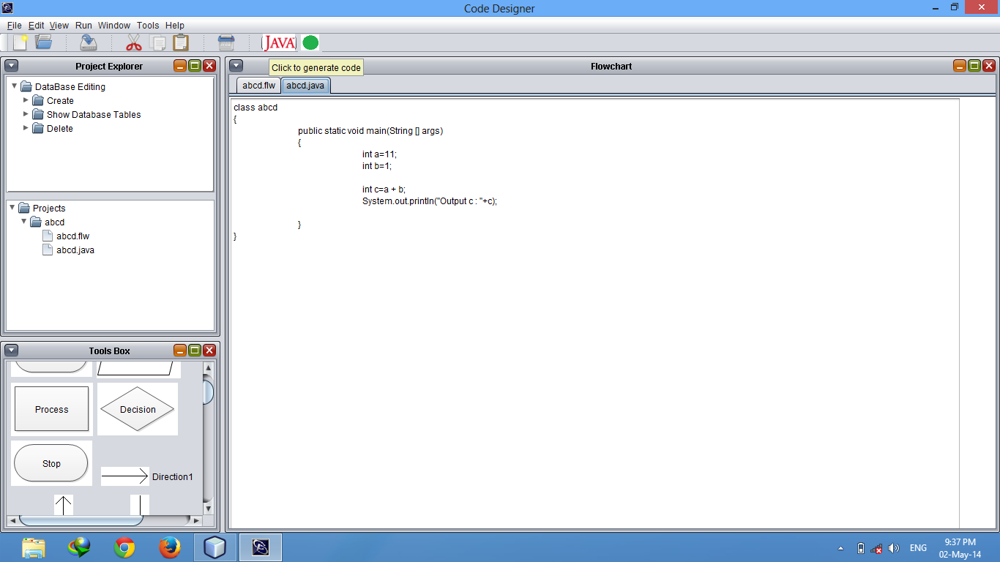 Code Designer
File Edit View Run Window Tools Help
JAVA
Click to generate code
Project Explorer
DataBase Editing
Create
Show Database Tables
Delete
Projects
abcd
abcd.flw
abcd.java
Tools Box
Process
Decision
Stop
Direction1
Flowchart
abcd.flw abcd.java
class abcd
{
public static void main(String [] args)
{
int a=11;
int b=1;
int c=a + b;
System.out.println("Output c : "+c);
}
}
ENG
9:37 PM
02-May-14